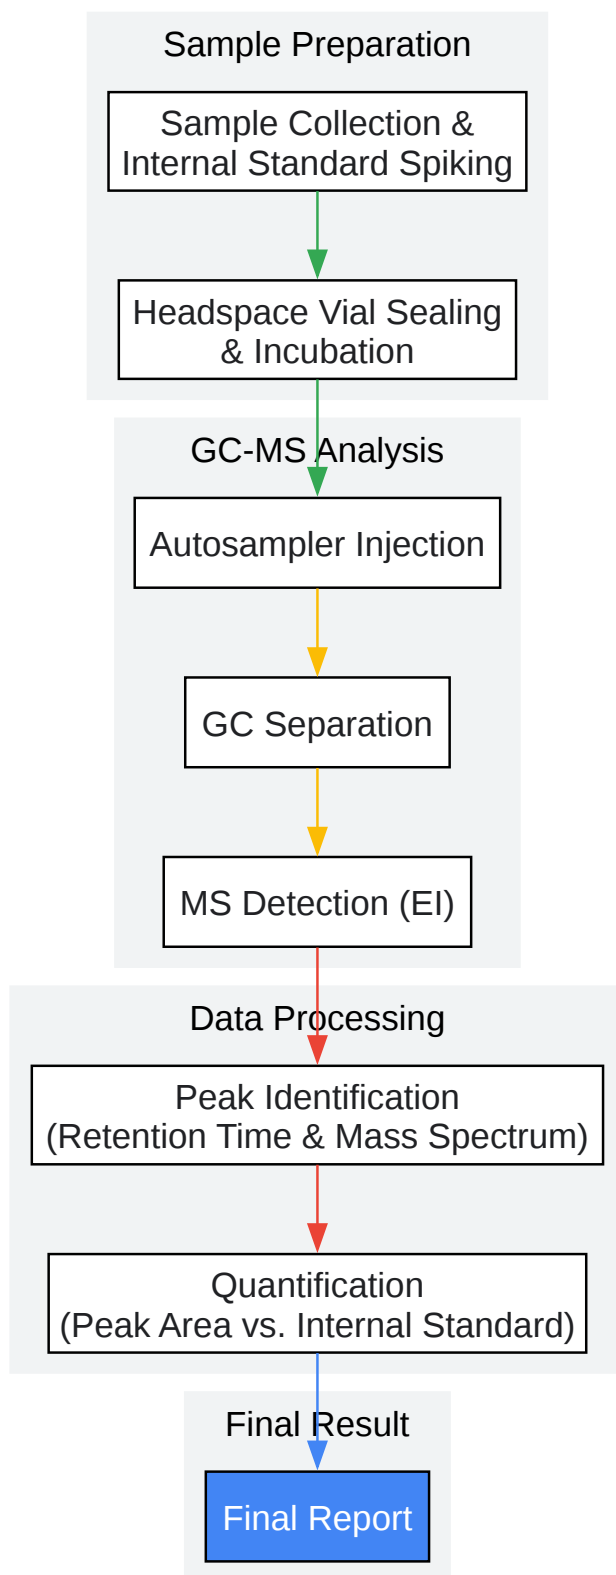 Sample Preparation
Sample Collection &
Internal Standard Spiking
Headspace Vial Sealing
& Incubation
GC-MS Analysis
Autosampler Injection
GC Separation
MS Detection (EI)
Data Processing
Peak Identification
(Retention Time & Mass Spectrum)
Quantification
(Peak Area vs. Internal Standard)
Final Result
Final Report